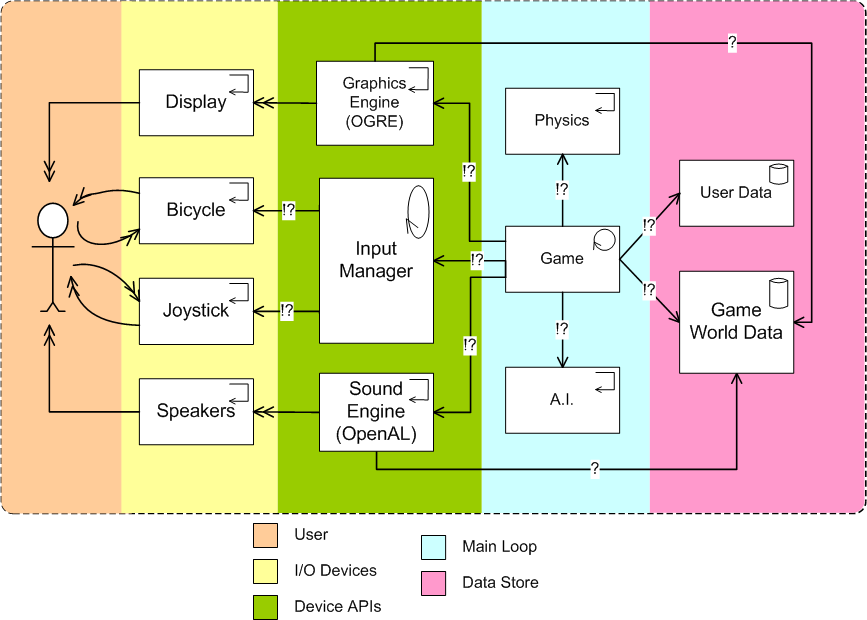 ?
Display
Graphics
Engine
(OGRE)
Physics
!?
!?
User Data
Bicycle
!?
Input
Manager
!?
Game
!?
!?
Joystick
!?
Game
World Data
!?
!?
Speakers
Sound
Engine
(OpenAL)
A.I.
?
User
I/O Devices
Device APIs
Main Loop
Data Store